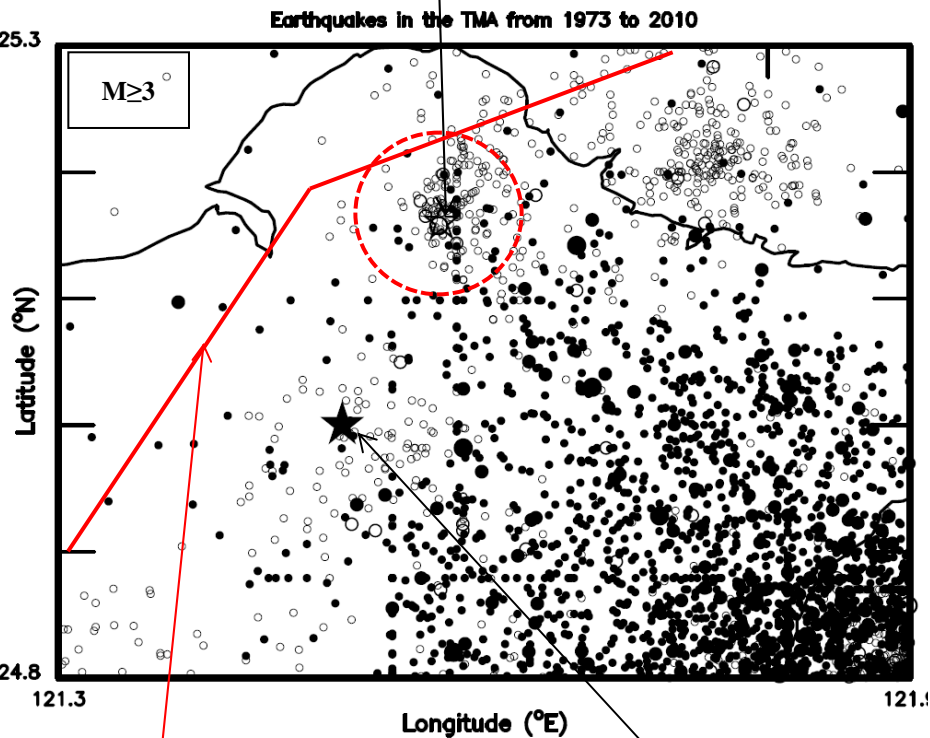 Earthquakes in the TMA from 1973 to 2010
25.3
M≥3
Latitude (°N)
24.8
121.3
121.9
Longitude (°E)